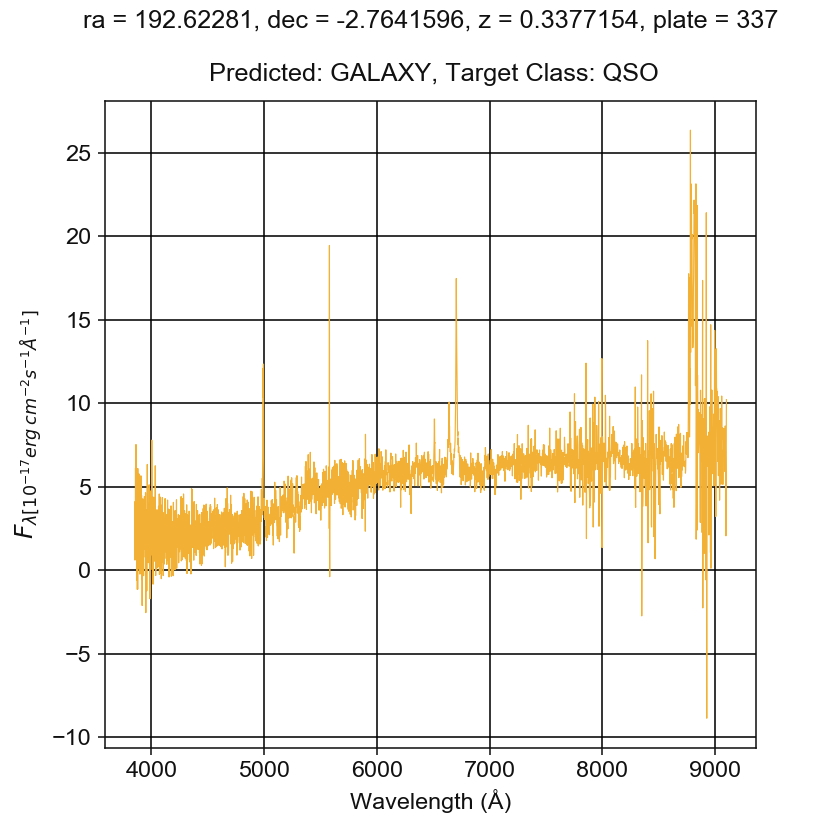 ra = 192.62281, dec = -2.7641596, z = 0.3377154, plate = 337
Predicted: GALAXY, Target Class: QSO
25
20
15
10
5
0
−5
−10
F_{λ[10^{−17} erg cm^{−2} s^{−1} Å^{−1}]}
4000 5000 6000 7000 8000 9000
Wavelength (Å)